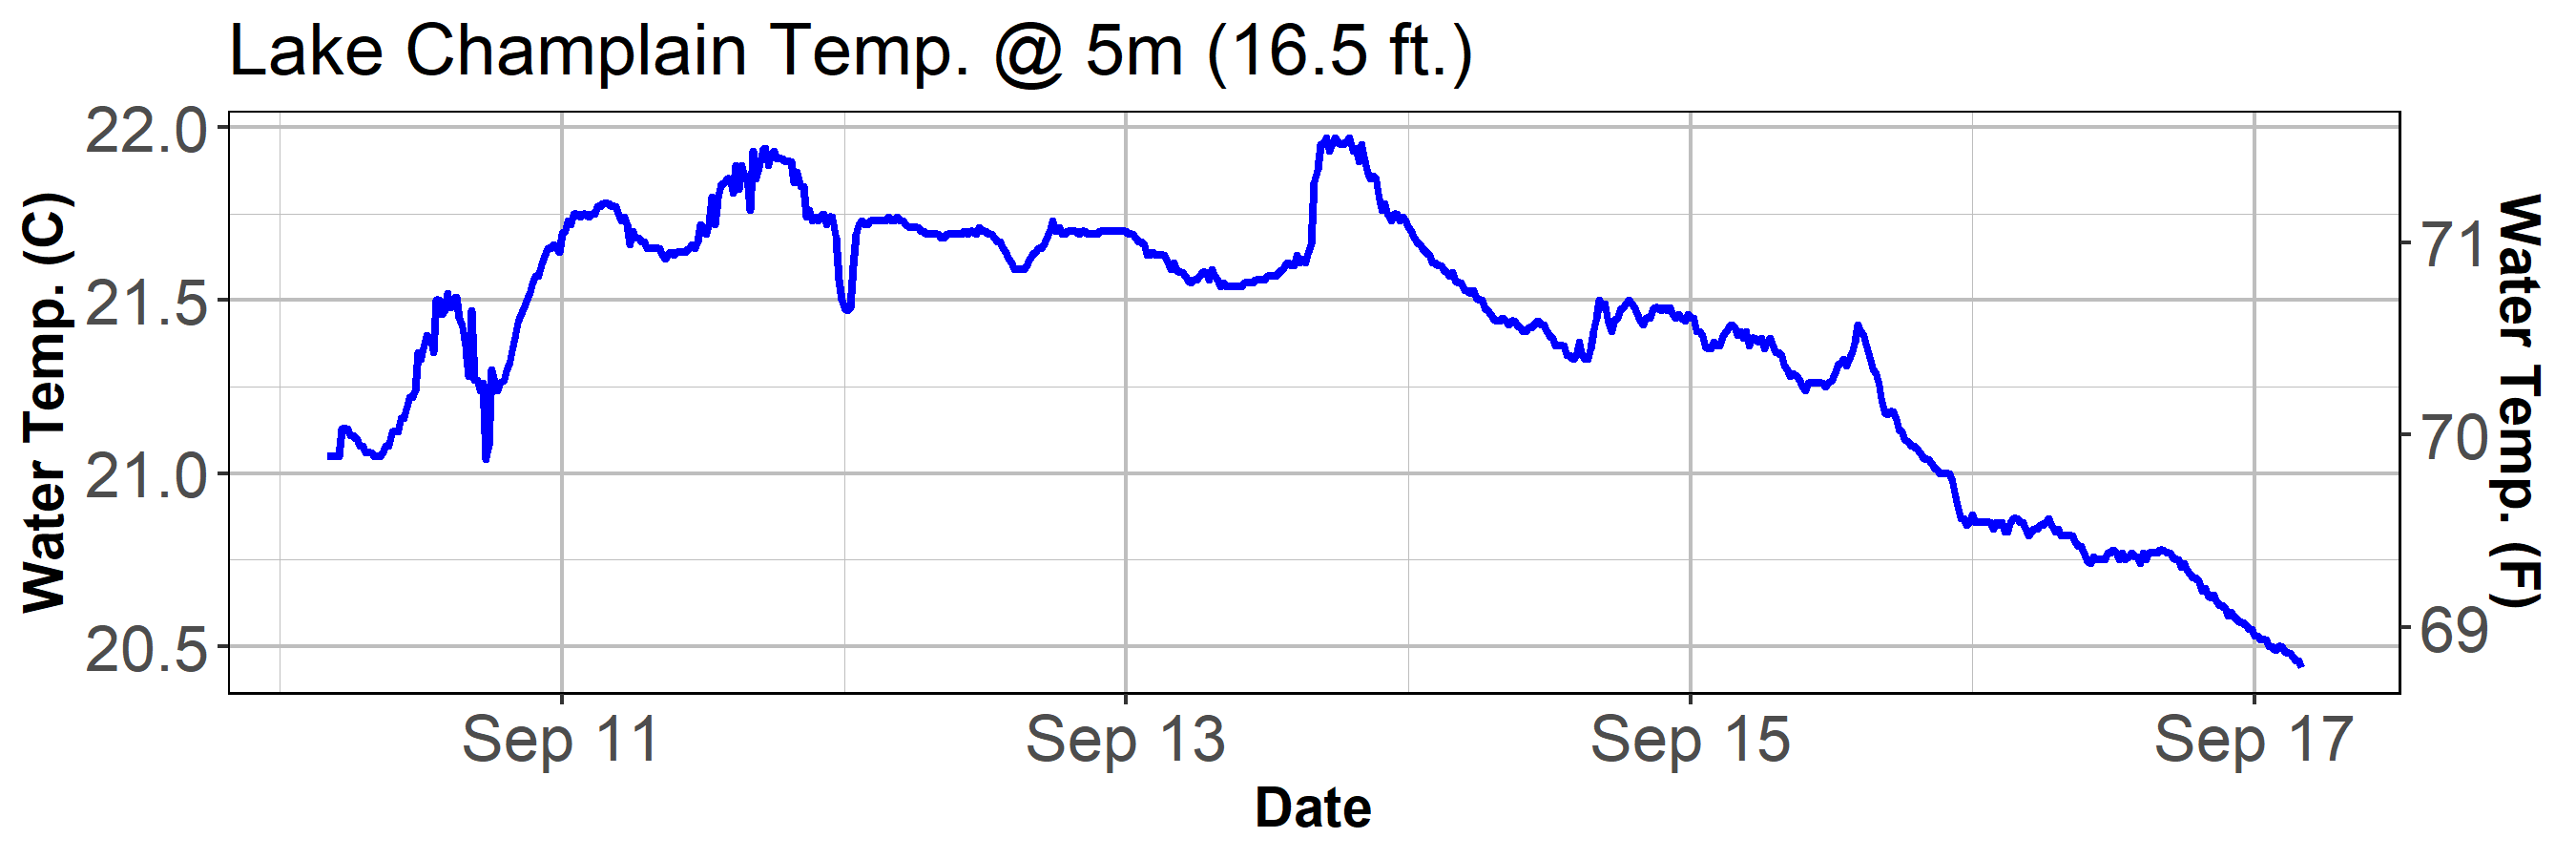 Lake Champlain Temp. @ 5m (16.5 ft.)
Water Temp. (C)
22.0
21.5
21.0
20.5
71
70
69
Water Temp. (F)
Sep 11 Sep 13 Sep 15 Sep 17
Date